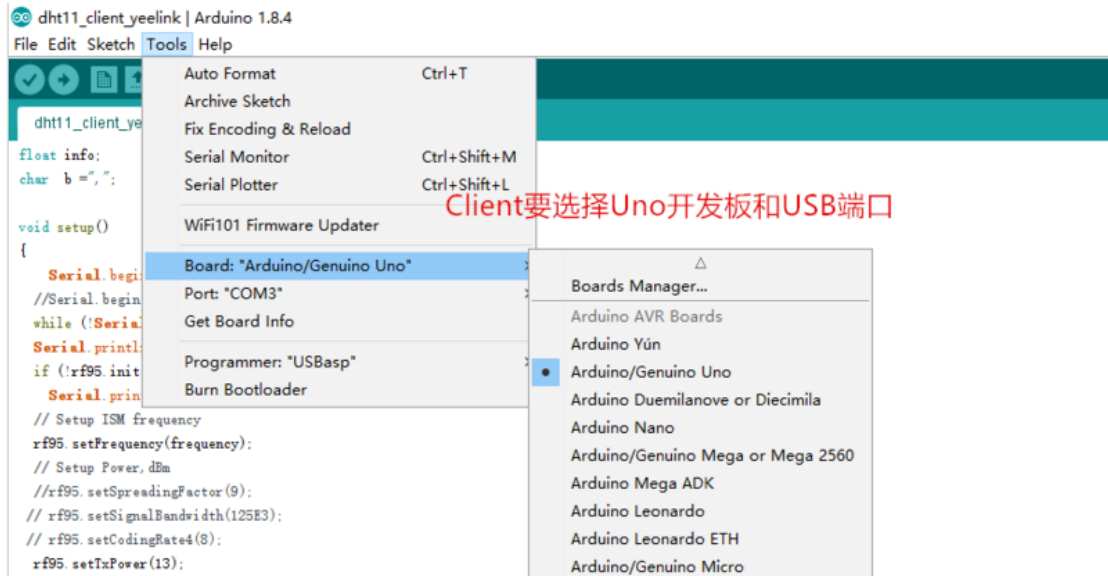 dht11_client_yeelink | Arduino 1.8.4
File Edit Sketch Tools Help
Auto Format Ctrl+T
Archive Sketch
dht11_client_ye
Fix Encoding & Reload
float info;
Serial Monitor Ctrl+Shift+M
char b =",";
Serial Plotter Ctrl+Shift+L
Client要选择Uno开发板和USB端口
void setup()
WiFi101 Firmware Updater
{
Board: "Arduino/Genuino Uno"
Serial.begi
Port: "COM3"
//Serial.begin
Get Board Info
while (!Serial
Serial.printl
Programmer: "USBasp"
if (!rf95.init
Burn Bootloader
Serial.prin
// Setup ISM frequency
rf95.setFrequency(frequency);
// Setup Power,dBm
//rf95.setSpreadingFactor(9);
// rf95.setSignalBandwidth(125E3);
// rf95.setCodingRate4(8);
rf95.setTxPower(13);
Boards Manager...
Arduino AVR Boards
Arduino Yún
Arduino/Genuino Uno
Arduino Duemilanove or Diecimila
Arduino Nano
Arduino/Genuino Mega or Mega 2560
Arduino Mega ADK
Arduino Leonardo
Arduino Leonardo ETH
Arduino/Genuino Micro